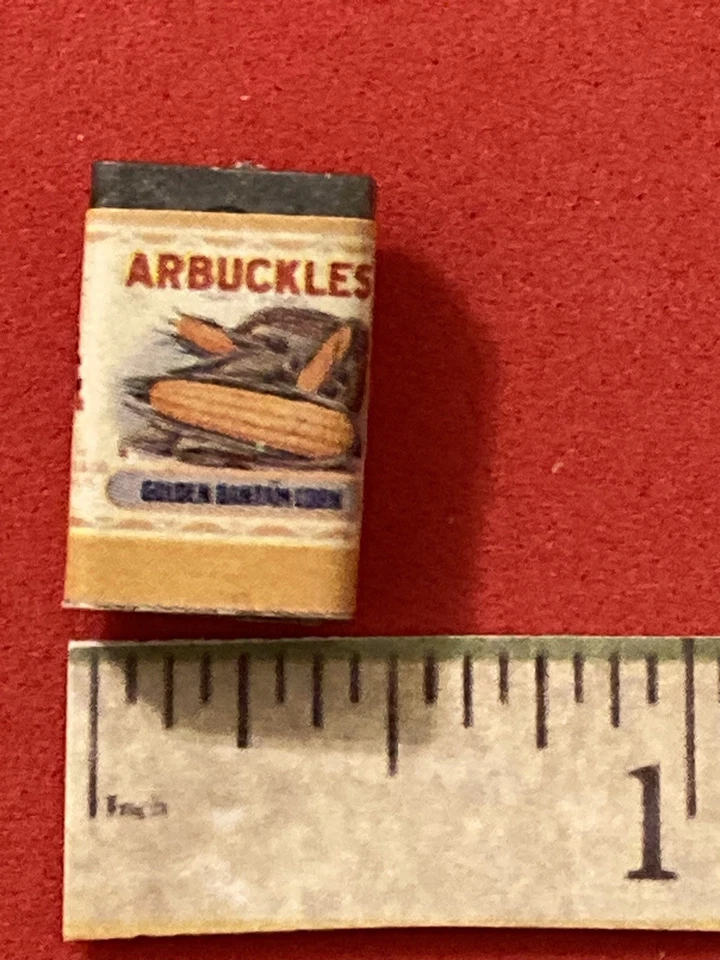 ARBUCKLES
GOLDEN BANTAM CORN
Inch
1